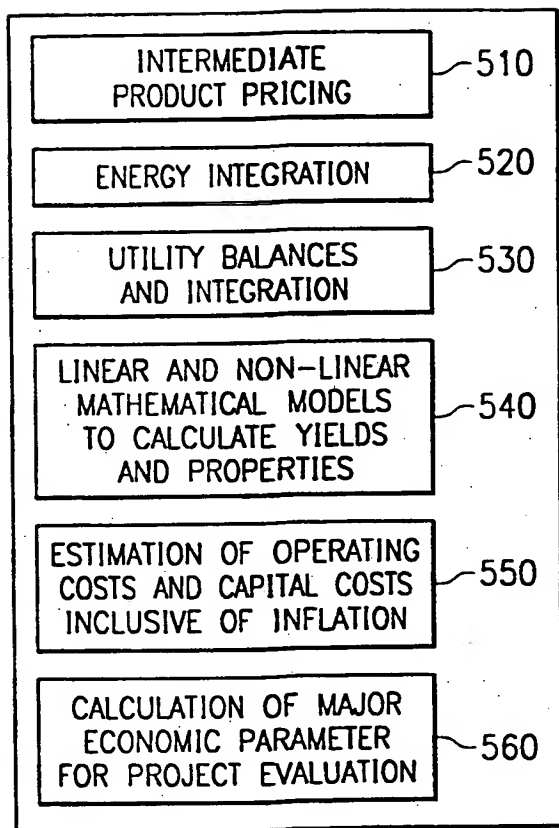 INTERMEDIATE
PRODUCT PRICING
510
ENERGY INTEGRATION
520
UTILITY BALANCES
AND INTEGRATION
530
LINEAR AND NON-LINEAR
MATHEMATICAL MODELS
TO CALCULATE YIELDS
AND PROPERTIES
540
ESTIMATION OF OPERATING
COSTS AND CAPITAL COSTS
INCLUSIVE OF INFLATION
550
CALCULATION OF MAJOR
ECONOMIC PARAMETER
FOR PROJECT EVALUATION
560